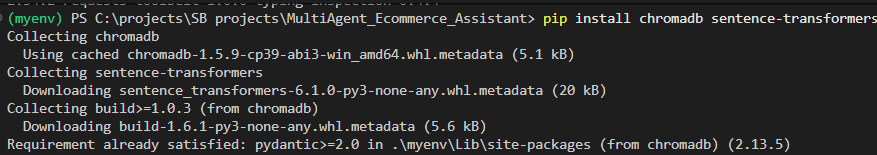 (myenv) PS C:\projects\SB projects\MultiAgent_Ecommerce_Assistant> pip install chromadb sentence-transformers
Collecting chromadb
  Using cached chromadb-1.5.9-cp39-abi3-win_amd64.whl.metadata (5.1 kB)
Collecting sentence-transformers
  Downloading sentence_transformers-6.1.0-py3-none-any.whl.metadata (20 kB)
Collecting build>=1.0.3 (from chromadb)
  Downloading build-1.6.1-py3-none-any.whl.metadata (5.6 kB)
Requirement already satisfied: pydantic>=2.0 in .\myenv\Lib\site-packages (from chromadb) (2.13.5)